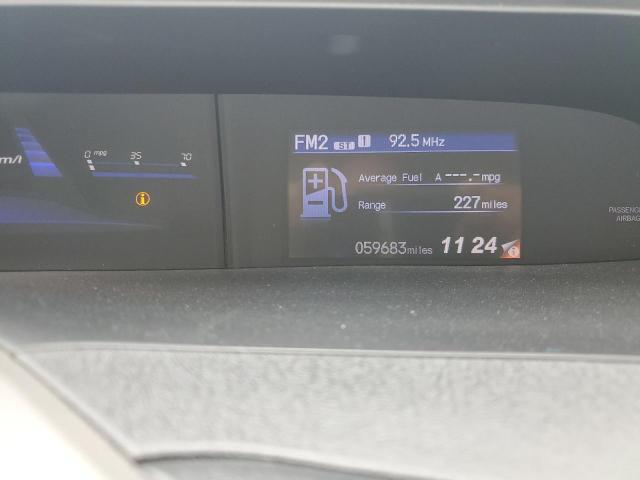 FM2 ST 92.5 MHz
m/l
0 mpg 35 70
Average Fuel A ---.- mpg
Range 227 miles
i
PASSENG
AIRBAG
059683 miles 11 24